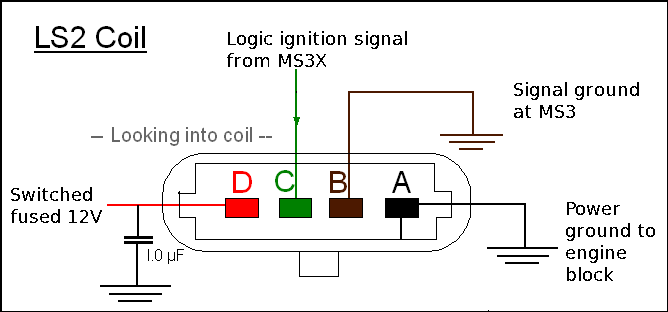 LS2 Coil
Logic ignition signal
from MS3X
Signal ground
at MS3
-- Looking into coil --
D C B A
Switched
fused 12V
1.0 µF
Power
ground to
engine
block